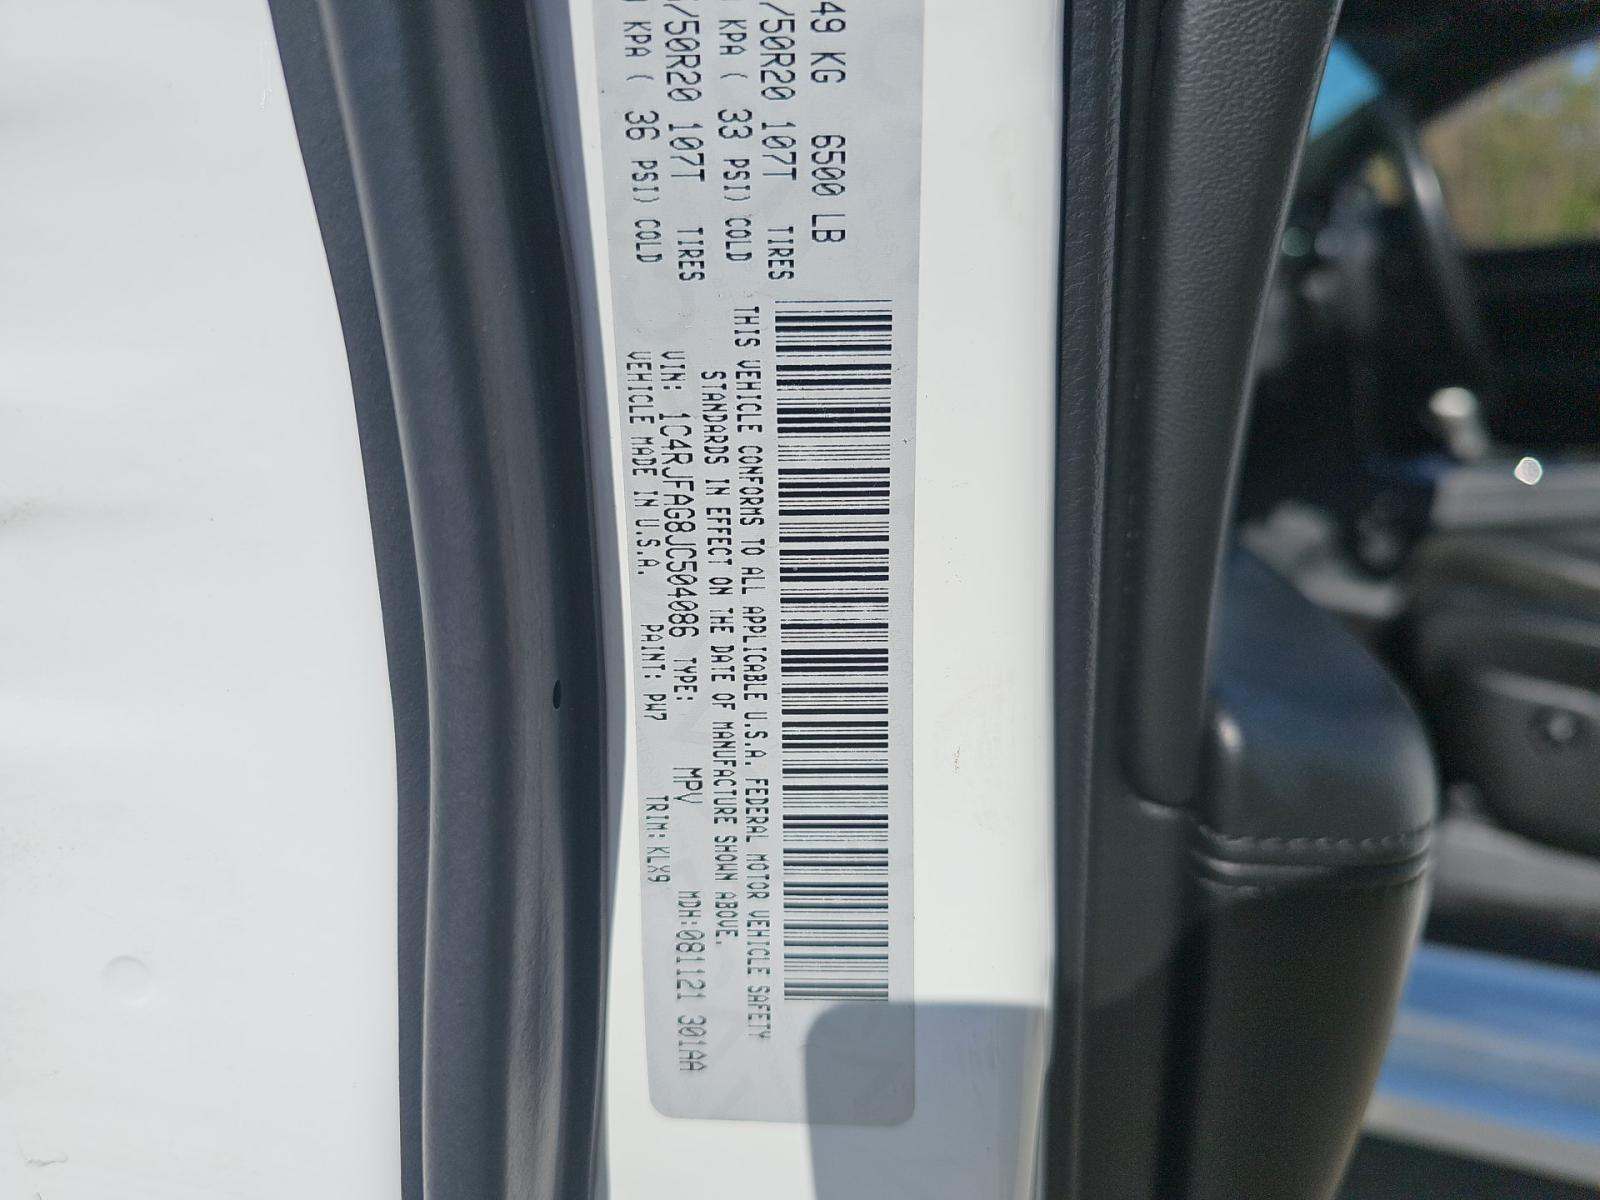 49 KG 6500 LB
/50R20 107T TIRES
KPA ( 33 PSI) COLD
/50R20 107T TIRES
KPA ( 36 PSI) COLD
THIS VEHICLE CONFORMS TO ALL APPLICABLE U.S.A. FEDERAL MOTOR VEHICLE SAFETY
STANDARDS IN EFFECT ON THE DATE OF MANUFACTURE SHOWN ABOVE.
VIN: 1C4RJFAG8JC504086 TYPE: MPV MDH:081121 301AA
VEHICLE MADE IN U.S.A. PAINT: PW7 TRIM:KLX9